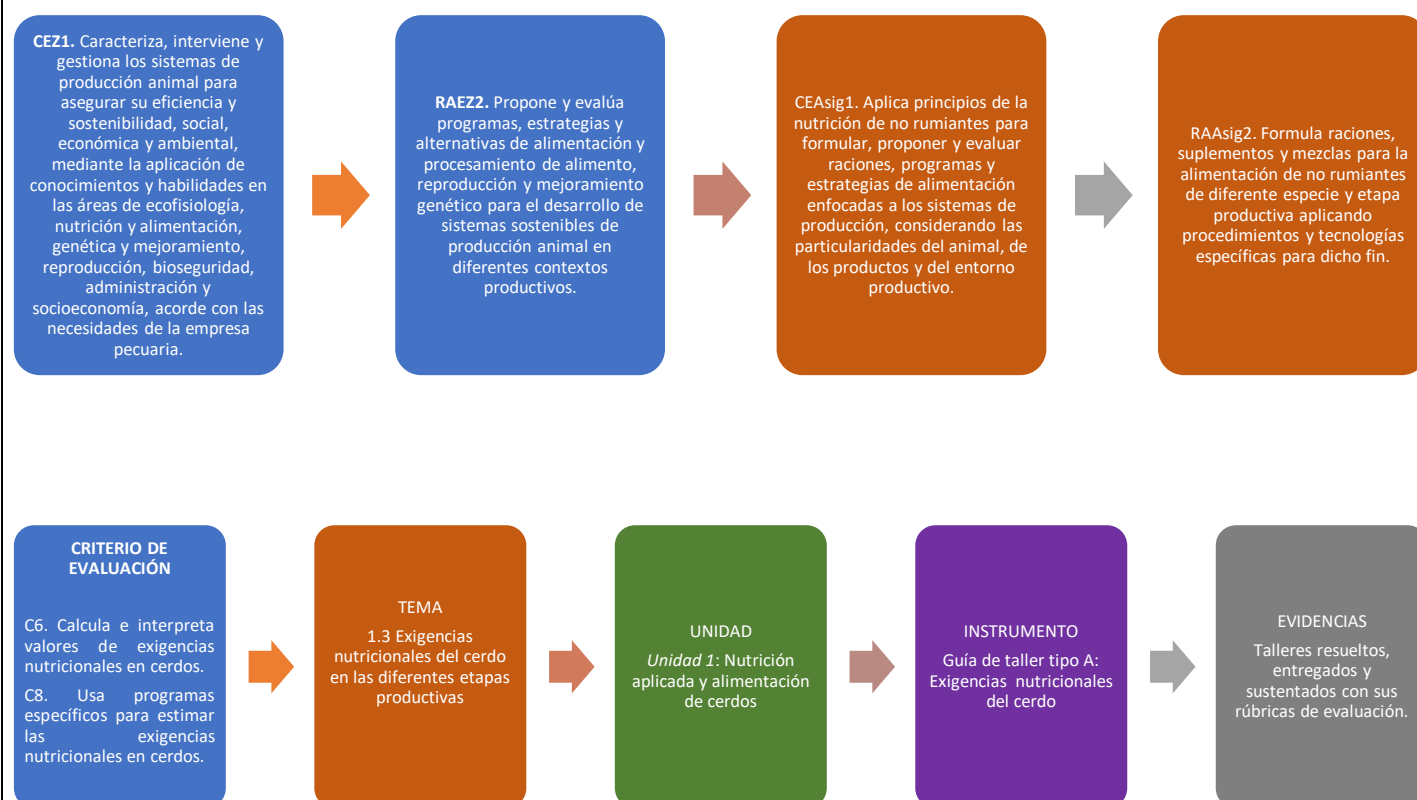 CEZ1. Caracteriza, interviene y
gestiona los sistemas de
producción animal para
asegurar su eficiencia y
sostenibilidad, social,
económica y ambiental,
mediante la aplicación de
conocimientos y habilidades en
las áreas de ecofisiología,
nutrición y alimentación,
genética y mejoramiento,
reproducción, bioseguridad,
administración y
socioeconomía, acorde con las
necesidades de la empresa
pecuaria.
RAEZ2. Propone y evalúa
programas, estrategias y
alternativas de alimentación y
procesamiento de alimento,
reproducción y mejoramiento
genético para el desarrollo de
sistemas sostenibles de
producción animal en
diferentes contextos
productivos.
CEAsig1. Aplica principios de la
nutrición de no rumiantes para
formular, proponer y evaluar
raciones, programas y
estrategias de alimentación
enfocadas a los sistemas de
producción, considerando las
particularidades del animal, de
los productos y del entorno
productivo.
RAAsig2. Formula raciones,
suplementos y mezclas para la
alimentación de no rumiantes
de diferente especie y etapa
productiva aplicando
procedimientos y tecnologías
específicas para dicho fin.
CRITERIO DE
EVALUACIÓN
C6. Calcula e interpreta
valores de exigencias
nutricionales en cerdos.
C8. Usa programas
específicos para estimar
las exigencias
nutricionales en cerdos.
TEMA
1.3 Exigencias
nutricionales del cerdo
en las diferentes etapas
productivas
UNIDAD
Unidad 1: Nutrición
aplicada y alimentación
de cerdos
INSTRUMENTO
Guía de taller tipo A:
Exigencias nutricionales
del cerdo
EVIDENCIAS
Talleres resueltos,
entregados y
sustentados con sus
rúbricas de evaluación.